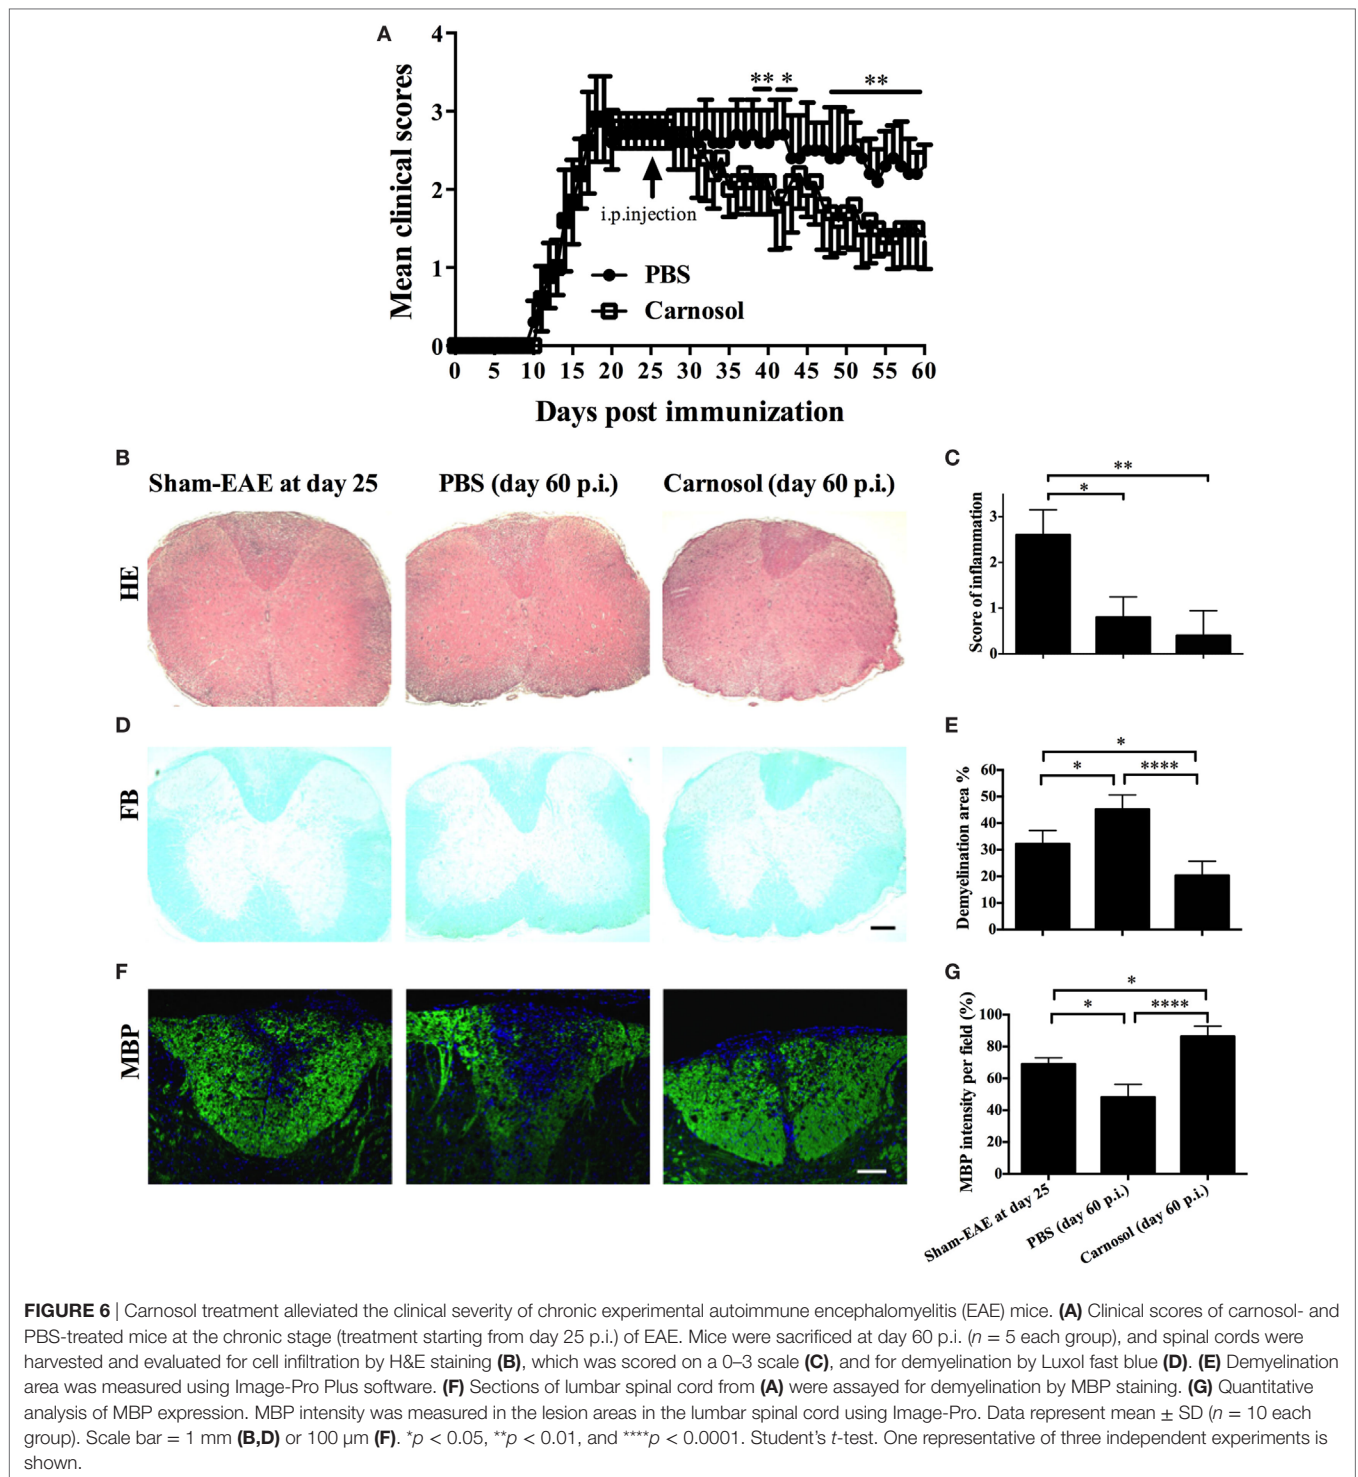 A
4
3
2
1
0
Mean clinical scores
** * **
i.p.injection
PBS
Carnosol
0 5 10 15 20 25 30 35 40 45 50 55 60
Days post immunization
B
Sham-EAE at day 25 PBS (day 60 p.i.) Carnosol (day 60 p.i.)
HE
C
**
*
3
2
1
0
Score of inflammation
D
FB
E
*
* ****
60
50
40
30
20
10
0
Demyelination area %
F
MBP
G
*
* ****
100
80
60
40
20
0
MBP intensity per field (%)
Sham-EAE at day 25
PBS (day 60 p.i.)
Carnosol (day 60 p.i.)
FIGURE 6 | Carnosol treatment alleviated the clinical severity of chronic experimental autoimmune encephalomyelitis (EAE) mice. (A) Clinical scores of carnosol- and
PBS-treated mice at the chronic stage (treatment starting from day 25 p.i.) of EAE. Mice were sacrificed at day 60 p.i. (n = 5 each group), and spinal cords were
harvested and evaluated for cell infiltration by H&E staining (B), which was scored on a 0–3 scale (C), and for demyelination by Luxol fast blue (D). (E) Demyelination
area was measured using Image-Pro Plus software. (F) Sections of lumbar spinal cord from (A) were assayed for demyelination by MBP staining. (G) Quantitative
analysis of MBP expression. MBP intensity was measured in the lesion areas in the lumbar spinal cord using Image-Pro. Data represent mean ± SD (n = 10 each
group). Scale bar = 1 mm (B,D) or 100 μm (F). *p < 0.05, **p < 0.01, and ****p < 0.0001. Student's t-test. One representative of three independent experiments is
shown.